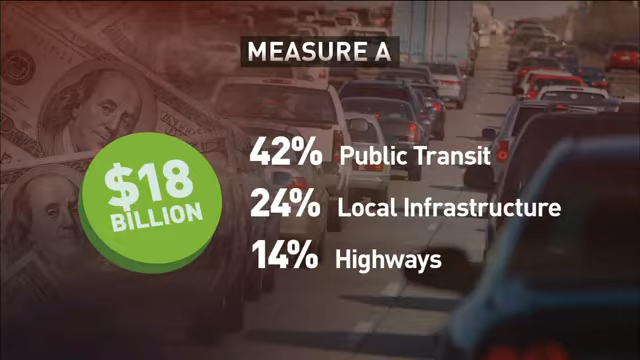 MEASURE A
$18
BILLION
42% Public Transit
24% Local Infrastructure
14% Highways